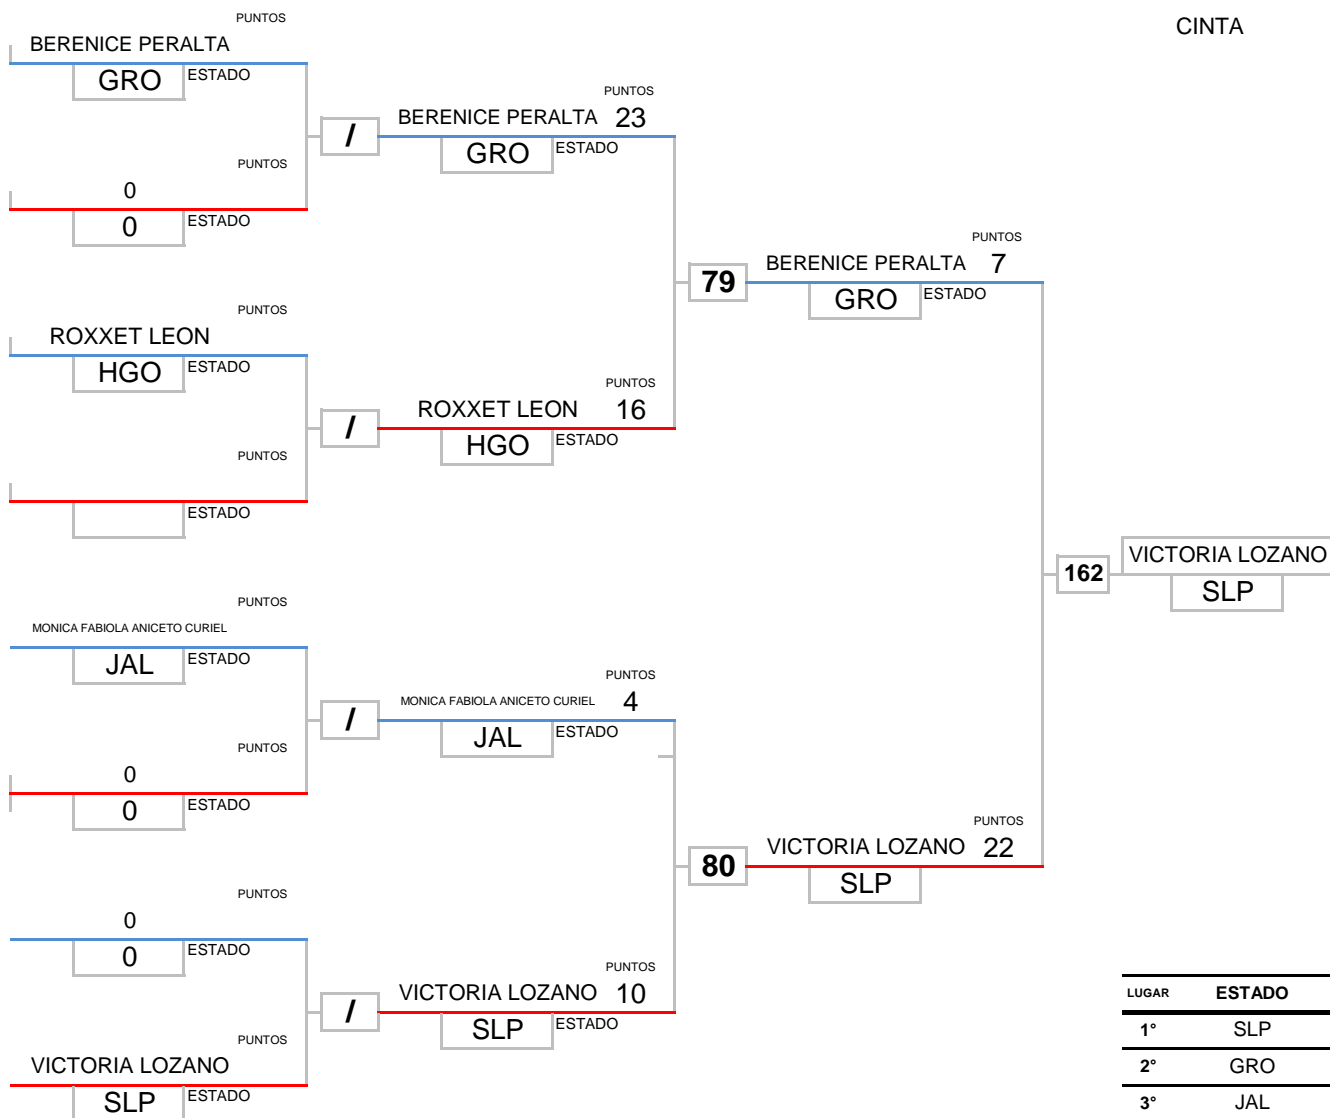 PUNTOS
CINTA
BERENICE PERALTA
GRO ESTADO
PUNTOS
BERENICE PERALTA 23
/
GRO ESTADO
PUNTOS
0
0 ESTADO
PUNTOS
BERENICE PERALTA 7
79
GRO ESTADO
PUNTOS
ROXXET LEON
HGO ESTADO
PUNTOS
ROXXET LEON 16
/
HGO ESTADO
PUNTOS
ESTADO
VICTORIA LOZANO
162
SLP
PUNTOS
MONICA FABIOLA ANICETO CURIEL
JAL ESTADO
PUNTOS
MONICA FABIOLA ANICETO CURIEL 4
/
JAL ESTADO
PUNTOS
0
0 ESTADO
PUNTOS
VICTORIA LOZANO 22
80
SLP
PUNTOS
0
0 ESTADO
PUNTOS
VICTORIA LOZANO 10
/
SLP ESTADO
PUNTOS
VICTORIA LOZANO
SLP ESTADO
LUGAR ESTADO
1° SLP
2° GRO
3° JAL